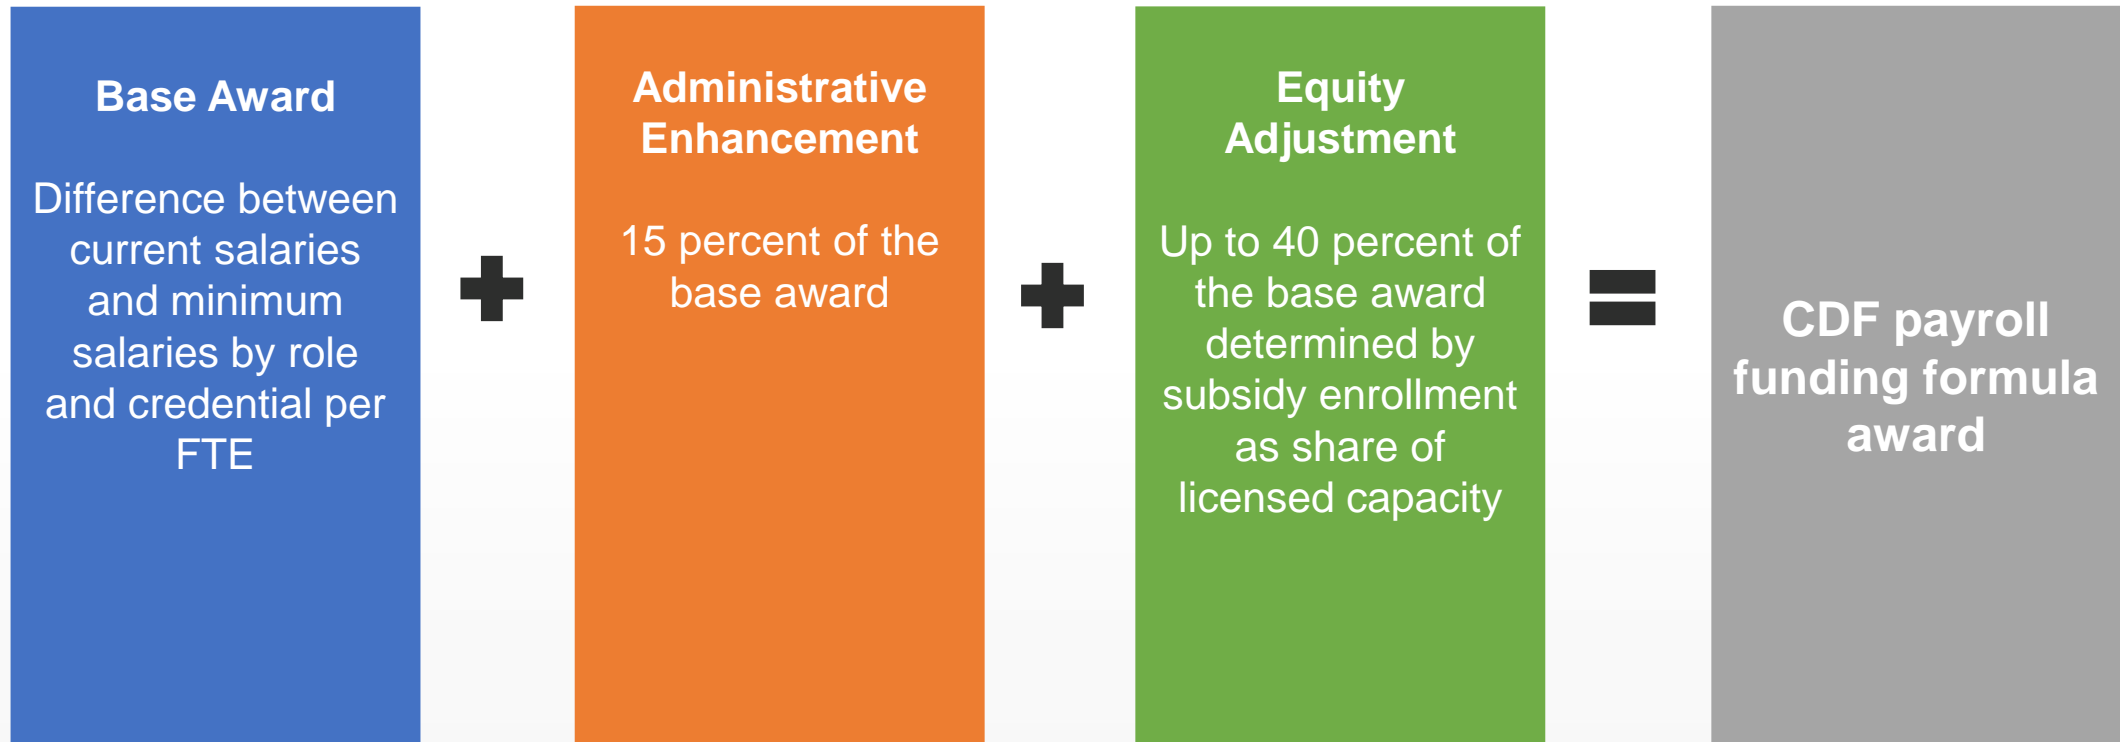 Base Award
Difference between
current salaries
and minimum
salaries by role
and credential per
FTE
Administrative
Enhancement
15 percent of the
base award
Equity
Adjustment
Up to 40 percent of
the base award
determined by
subsidy enrollment
as share of
licensed capacity
CDF payroll
funding formula
award